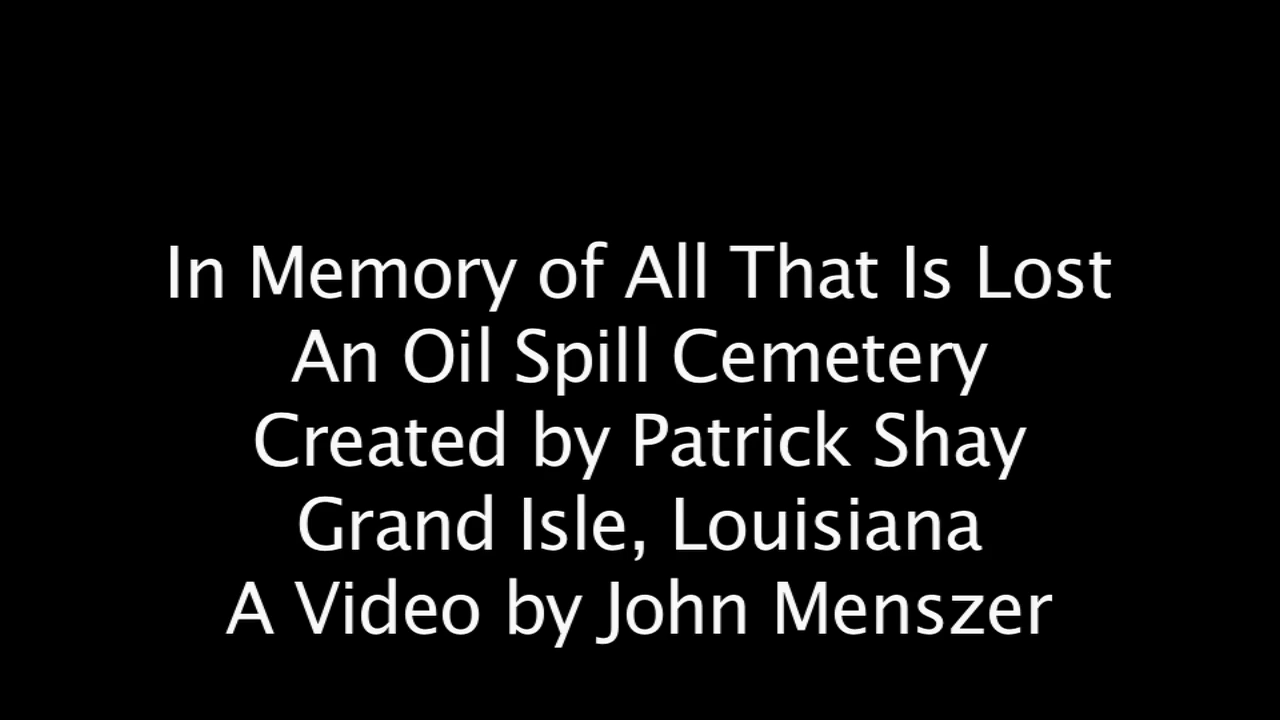 In Memory of All That Is Lost
An Oil Spill Cemetery
Created by Patrick Shay
Grand Isle, Louisiana
A Video by John Menszer